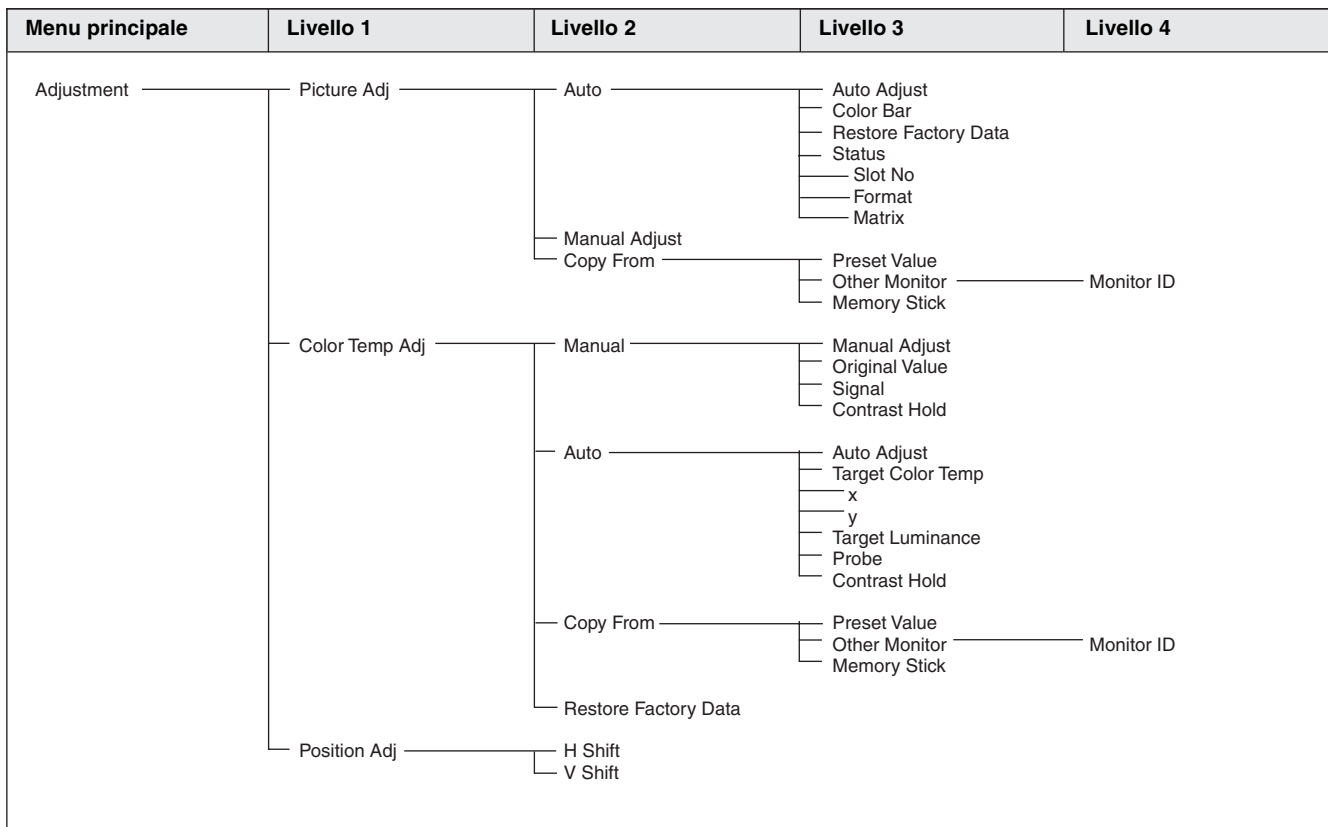 Menu principale Livello 1 Livello 2 Livello 3 Livello 4
Adjustment Picture Adj Auto Auto Adjust
Color Bar
Restore Factory Data
Status
Slot No
Format
Matrix
Manual Adjust
Copy From Preset Value
Other Monitor Monitor ID
Memory Stick
Color Temp Adj Manual Manual Adjust
Original Value
Signal
Contrast Hold
Auto Auto Adjust
Target Color Temp
x
y
Target Luminance
Probe
Contrast Hold
Copy From Preset Value
Other Monitor Monitor ID
Memory Stick
Restore Factory Data
Position Adj H Shift
V Shift